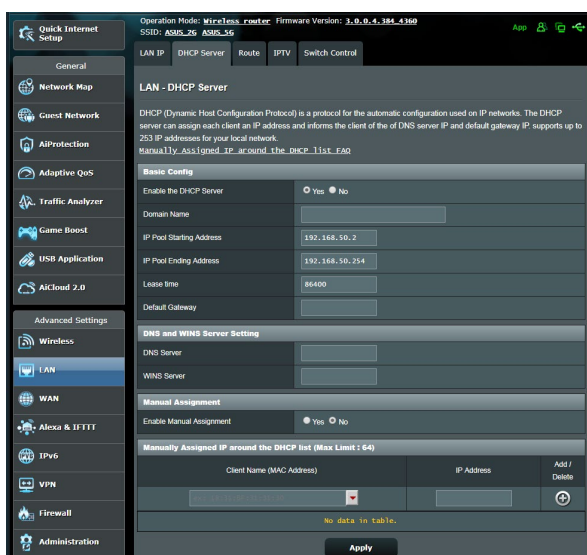 Quick Internet
Setup
General
Network Map
Guest Network
AiProtection
Adaptive QoS
Traffic Analyzer
Game Boost
USB Application
AiCloud 2.0
Advanced Settings
Wireless
LAN
WAN
Alexa & IFTTT
IPv6
VPN
Firewall
Administration
Operation Mode: Wireless router Firmware Version: 3.0.0.4.384_4360
SSID: ASUS_2G ASUS_5G
App
LAN IP DHCP Server Route IPTV Switch Control
LAN - DHCP Server
DHCP (Dynamic Host Configuration Protocol) is a protocol for the automatic configuration used on IP networks. The DHCP
server can assign each client an IP address and informs the client of the of DNS server IP and default gateway IP. supports up to
253 IP addresses for your local network.
Manually Assigned IP around the DHCP list FAQ
Basic Config
Enable the DHCP Server Yes No
Domain Name
IP Pool Starting Address 192.168.50.2
IP Pool Ending Address 192.168.50.254
Lease time 86400
Default Gateway
DNS and WINS Server Setting
DNS Server
WINS Server
Manual Assignment
Enable Manual Assignment Yes No
Manually Assigned IP around the DHCP list (Max Limit : 64)
Client Name (MAC Address) IP Address Add /
Delete
No data in table.
Apply